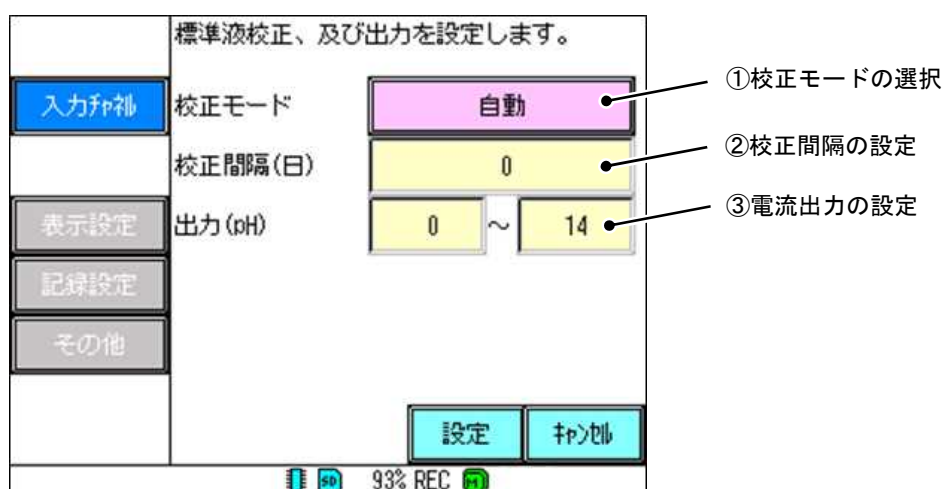 標準液校正、及び出力を設定します。
入力ﾁｬﾈﾙ
校正モード
自動
①校正モードの選択
校正間隔(日)
0
②校正間隔の設定
表示設定
出力(pH)
0 ～ 14
③電流出力の設定
記録設定
その他
設定
ｷｬﾝｾﾙ
SD 93% REC M